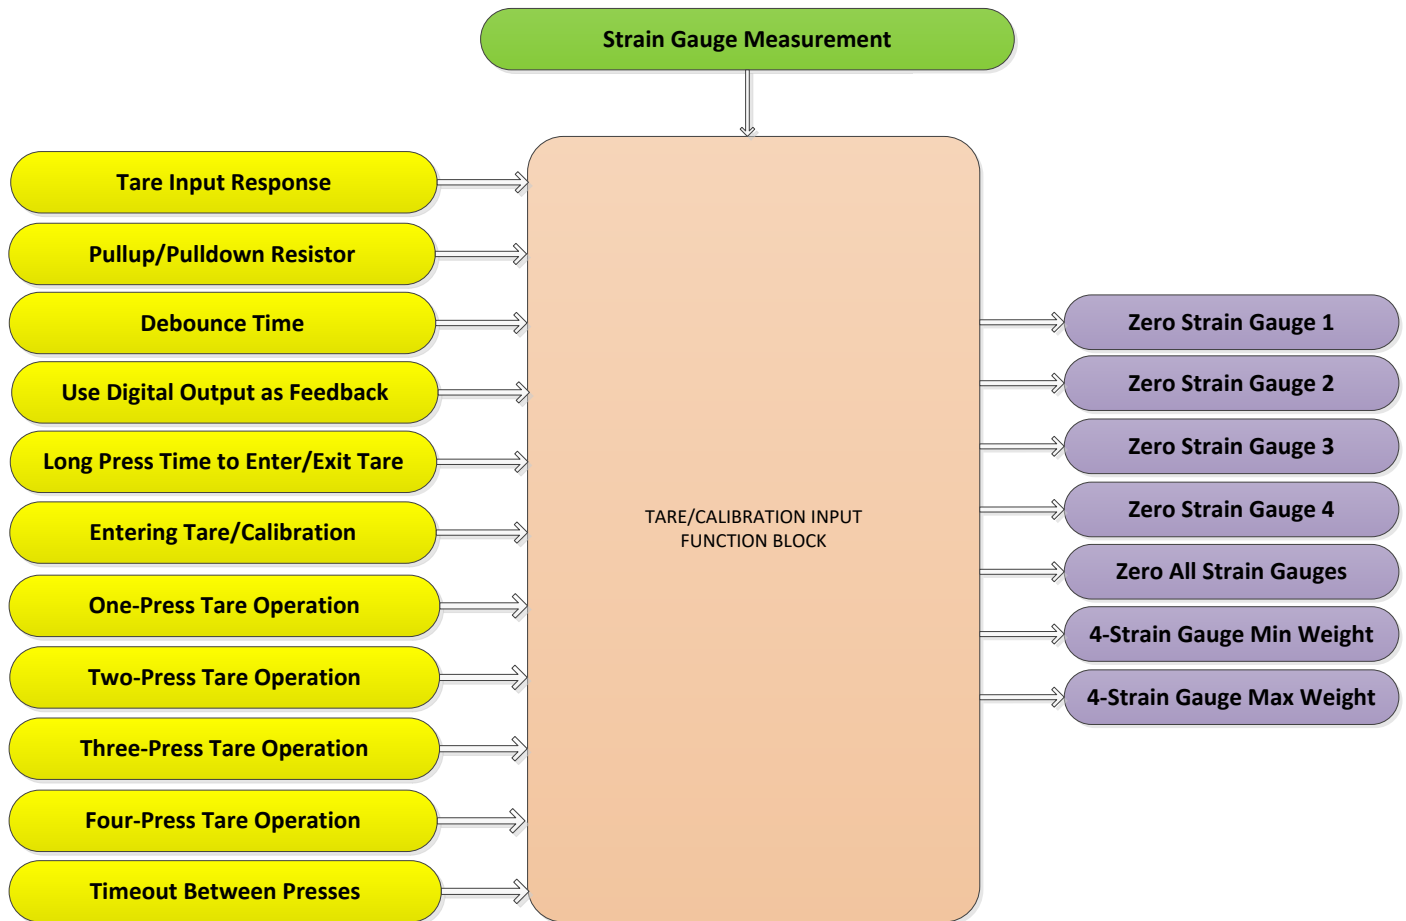 Strain Gauge Measurement
Tare Input Response
Pullup/Pulldown Resistor
Debounce Time
Use Digital Output as Feedback
Long Press Time to Enter/Exit Tare
Entering Tare/Calibration
One-Press Tare Operation
Two-Press Tare Operation
Three-Press Tare Operation
Four-Press Tare Operation
Timeout Between Presses
TARE/CALIBRATION INPUT
FUNCTION BLOCK
Zero Strain Gauge 1
Zero Strain Gauge 2
Zero Strain Gauge 3
Zero Strain Gauge 4
Zero All Strain Gauges
4-Strain Gauge Min Weight
4-Strain Gauge Max Weight